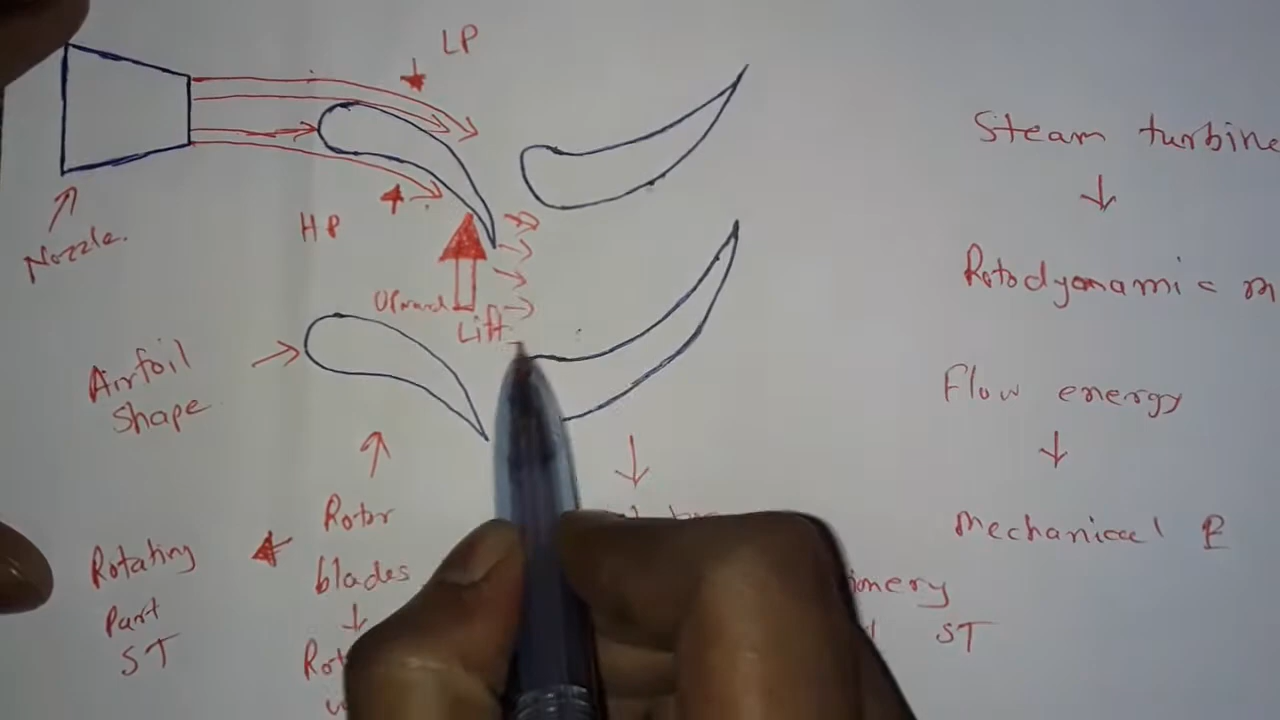 LP
Steam turbine
HP
Nozzle.
Rotodynamic m
Upward
Lift
Airfoil
shape
Flow energy
Rotor
Mechanical E
Rotating
blades
Part
ST
ST